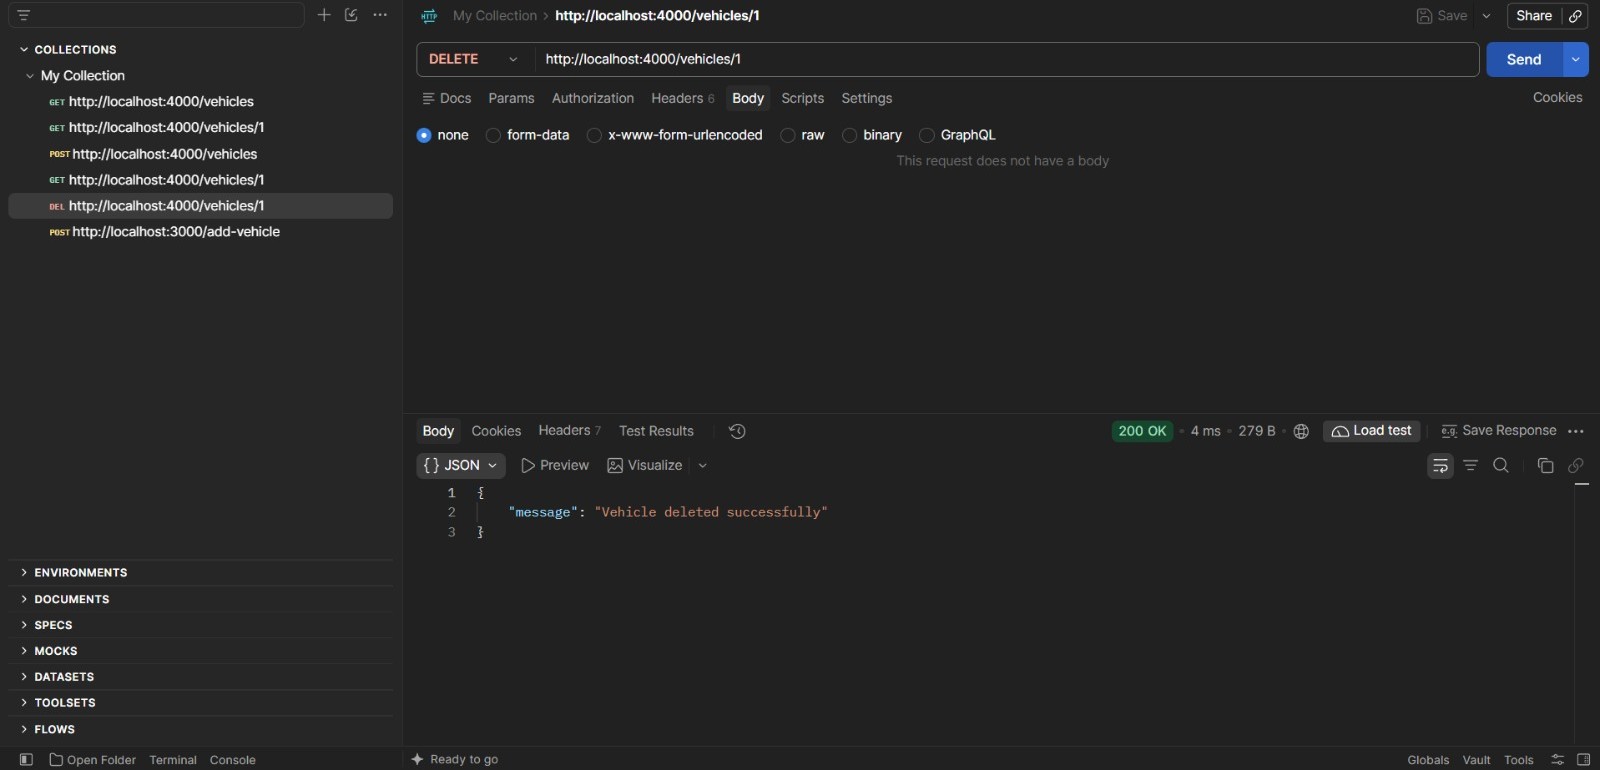 HTTP My Collection > http://localhost:4000/vehicles/1 Save Share
COLLECTIONS
My Collection
GET http://localhost:4000/vehicles
GET http://localhost:4000/vehicles/1
POST http://localhost:4000/vehicles
GET http://localhost:4000/vehicles/1
DEL http://localhost:4000/vehicles/1
POST http://localhost:3000/add-vehicle
ENVIRONMENTS
DOCUMENTS
SPECS
MOCKS
DATASETS
TOOLSETS
FLOWS
DELETE http://localhost:4000/vehicles/1 Send
Docs Params Authorization Headers 6 Body Scripts Settings Cookies
none form-data x-www-form-urlencoded raw binary GraphQL
This request does not have a body
Body Cookies Headers 7 Test Results 200 OK • 4 ms • 279 B • Load test e.g. Save Response
{} JSON Preview Visualize
1 {
2 "message": "Vehicle deleted successfully"
3 }
Open Folder Terminal Console Ready to go Globals Vault Tools